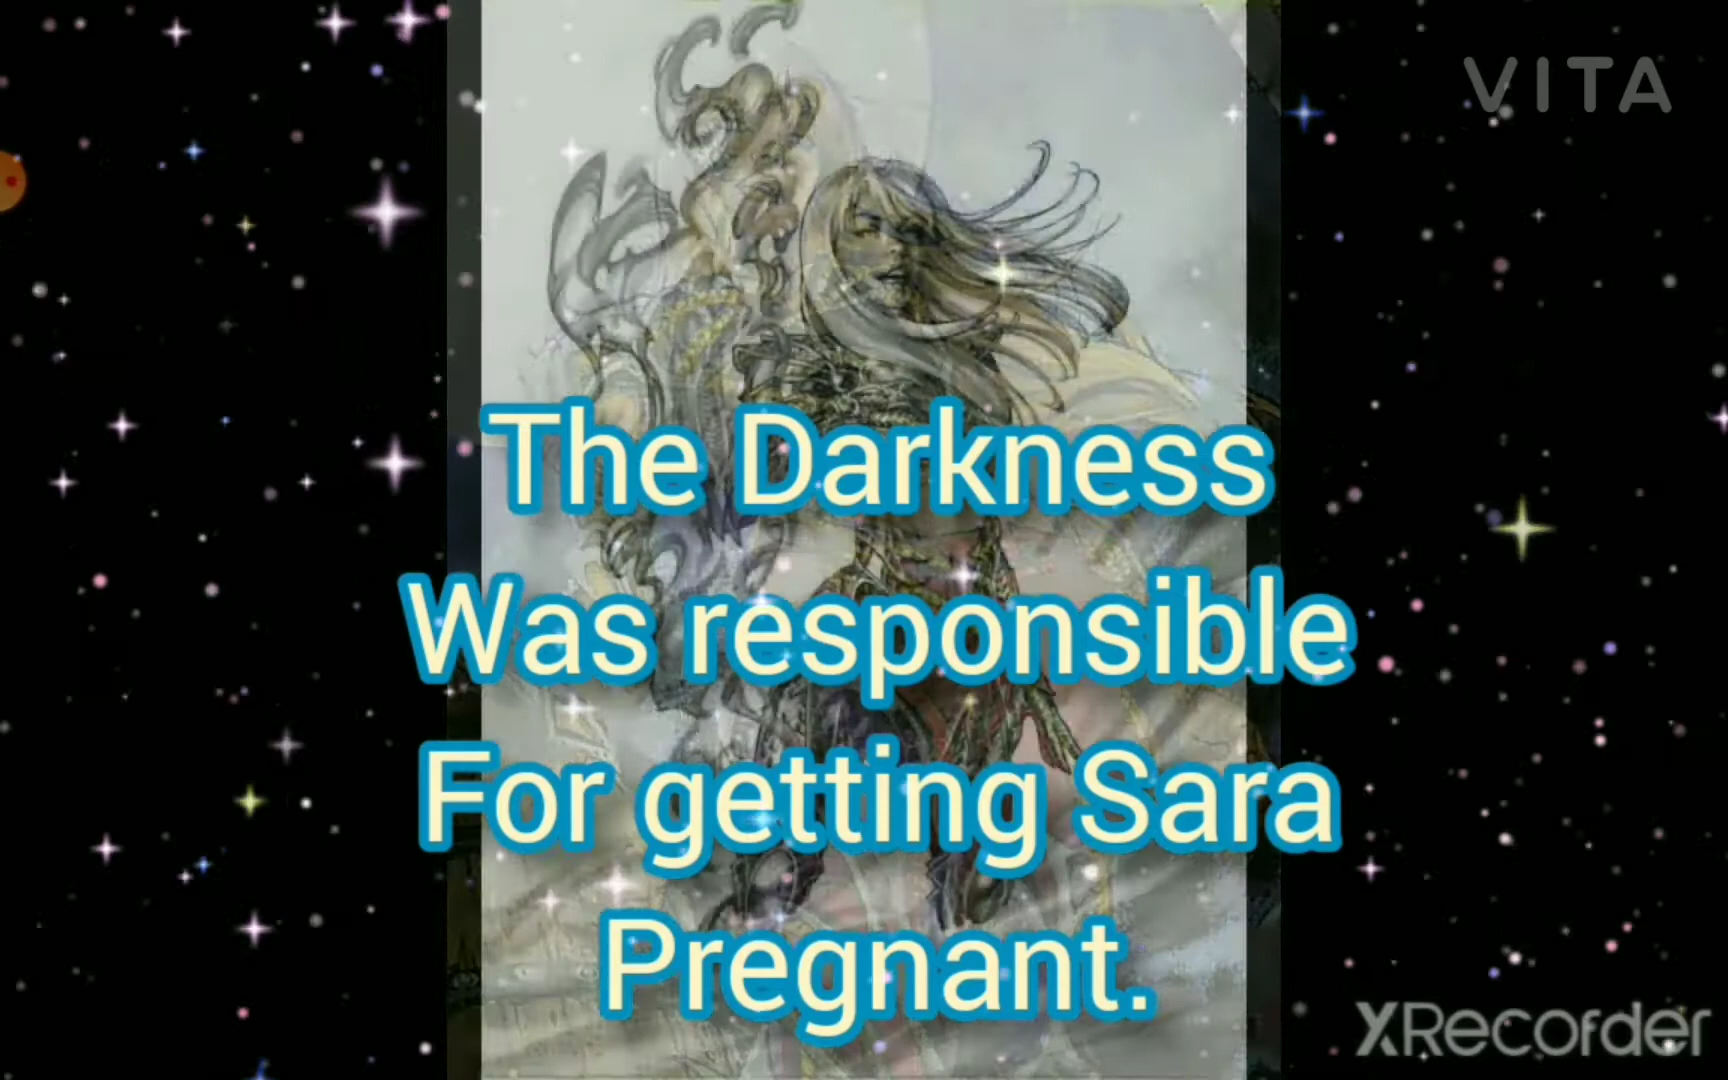 VITA
The Darkness
Was responsible
For getting Sara
Pregnant.
XRecorder